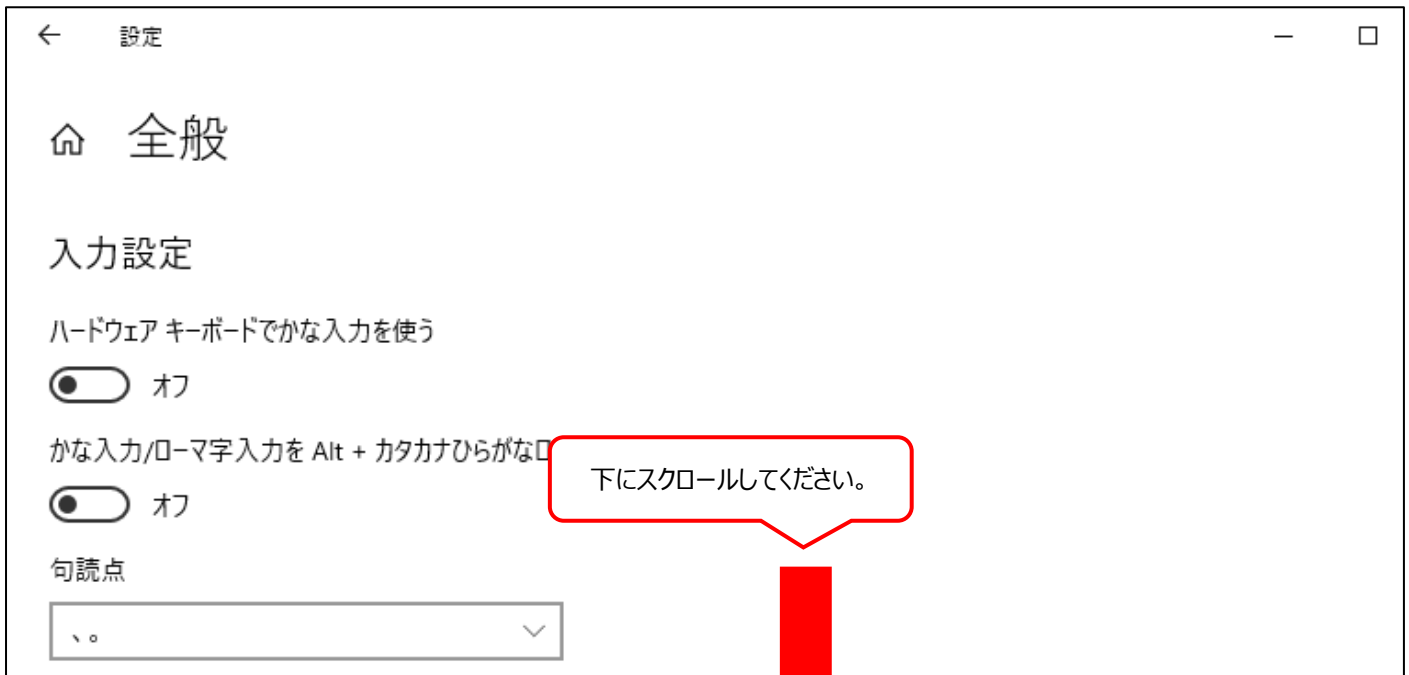 設定
全般
入力設定
ハードウェア キーボードでかな入力を使う
オフ
かな入力/ローマ字入力を Alt + カタカナひらがなロ
下にスクロールしてください。
オフ
句読点
、。